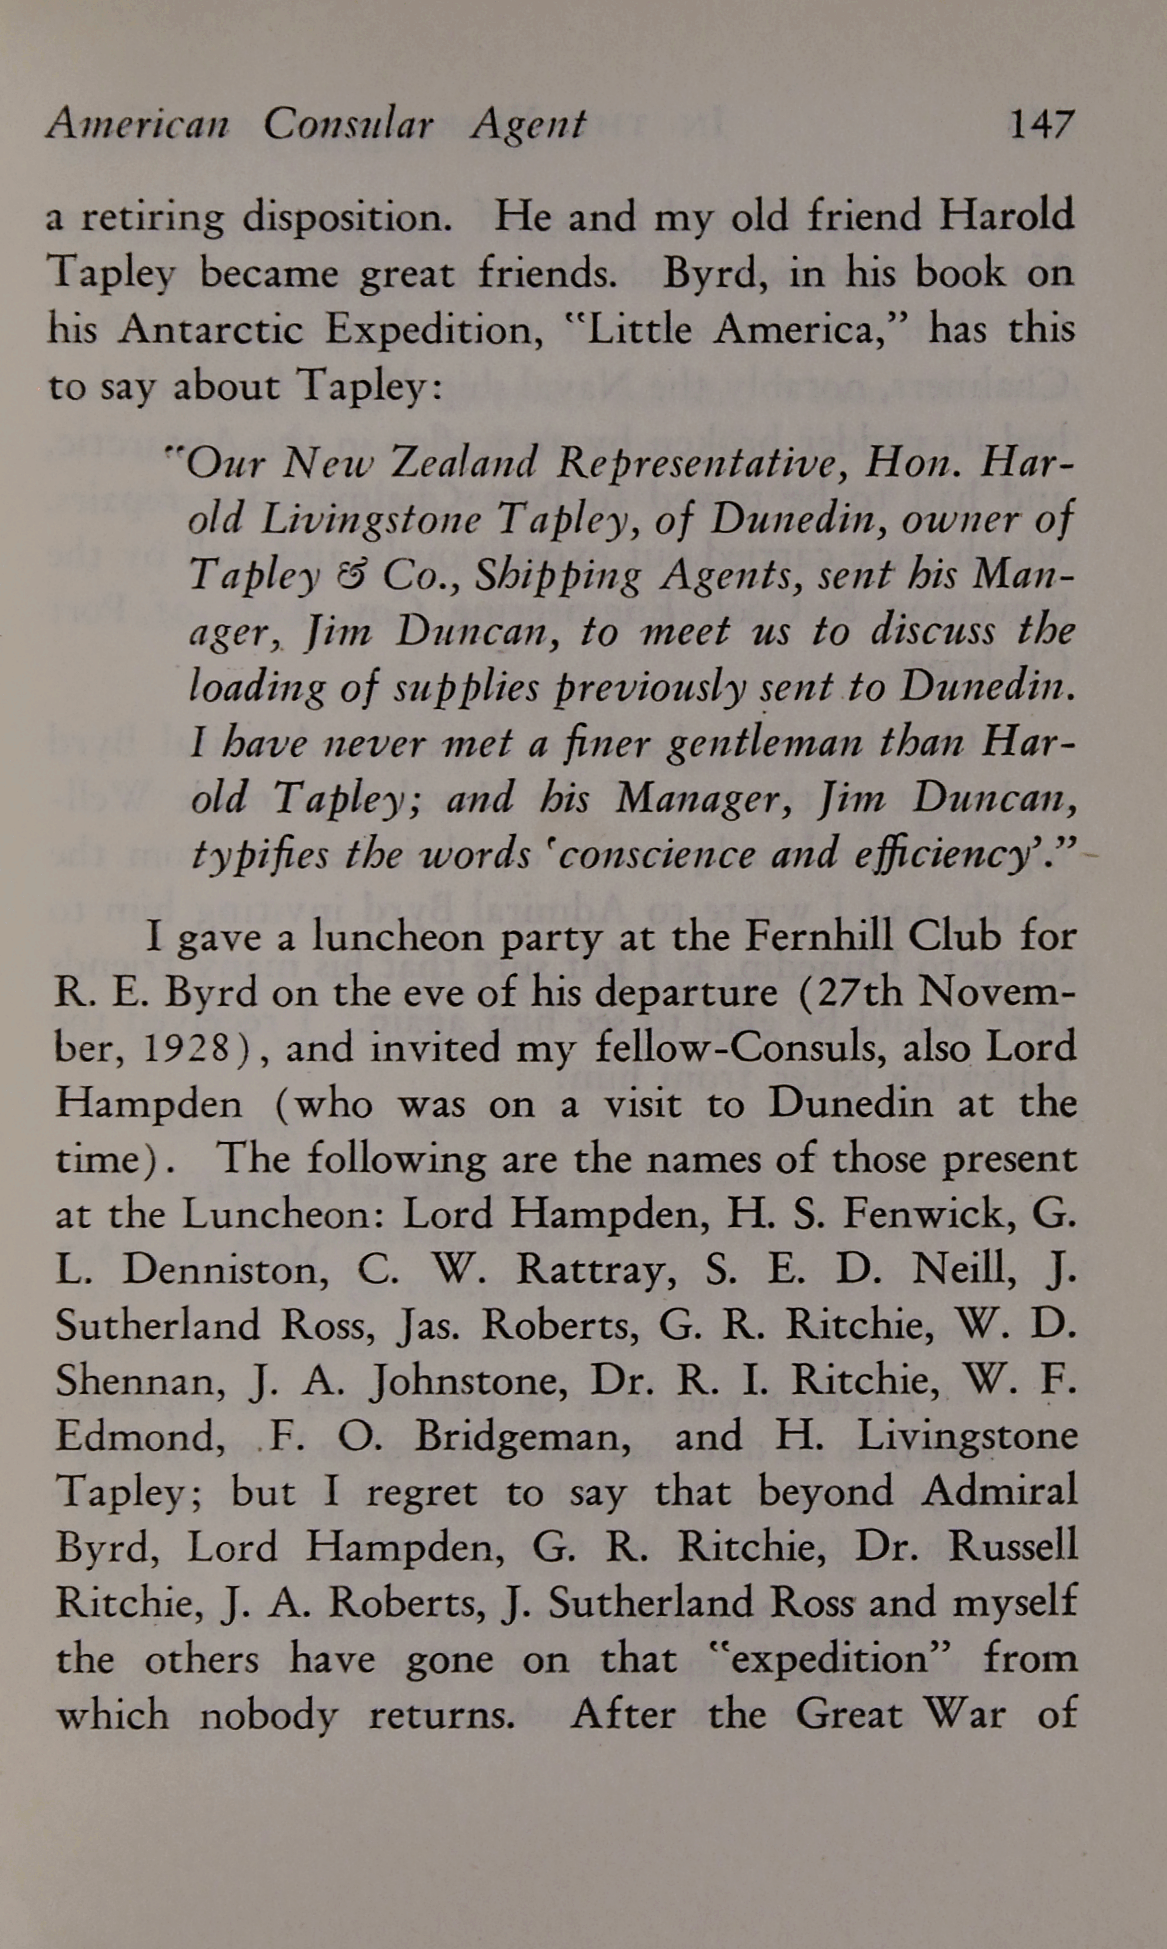 American Consular Agent 147
a retiring disposition. He and my old friend Harold
Tapley became great friends. Byrd, in his book on
his Antarctic Expedition, “Little America,” has this
to say about Tapley:
“Our New Zealand Representative, Hon. Har-
old Livingstone Tapley, of Dunedin, owner of
Tapley & Co., Shipping Agents, sent his Man-
ager, Jim Duncan, to meet us to discuss the
loading of supplies previously sent to Dunedin.
I have never met a finer gentleman than Har-
old Tapley; and his Manager, Jim Duncan,
typifies the words ‘conscience and efficiency’.”
I gave a luncheon party at the Fernhill Club for
R. E. Byrd on the eve of his departure (27th Novem-
ber, 1928), and invited my fellow-Consuls, also Lord
Hampden (who was on a visit to Dunedin at the
time). The following are the names of those present
at the Luncheon: Lord Hampden, H. S. Fenwick, G.
L. Denniston, C. W. Rattray, S. E. D. Neill, J.
Sutherland Ross, Jas. Roberts, G. R. Ritchie, W. D.
Shennan, J. A. Johnstone, Dr. R. I. Ritchie, W. F.
Edmond, F. O. Bridgeman, and H. Livingstone
Tapley; but I regret to say that beyond Admiral
Byrd, Lord Hampden, G. R. Ritchie, Dr. Russell
Ritchie, J. A. Roberts, J. Sutherland Ross and myself
the others have gone on that “expedition” from
which nobody returns. After the Great War of